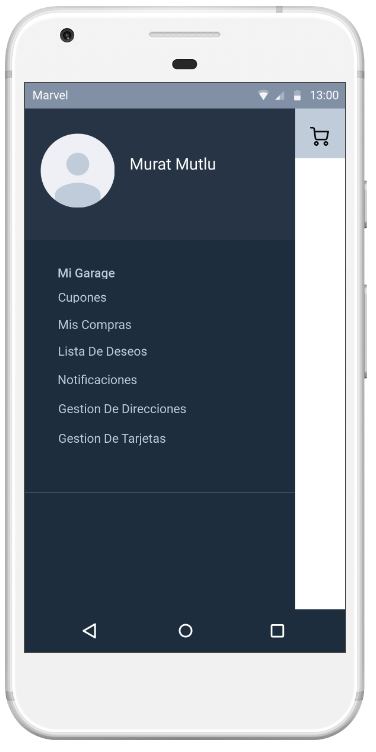 Marvel
13:00
Murat Mutlu
Mi Garage
Cupones
Mis Compras
Lista De Deseos
Notificaciones
Gestion De Direcciones
Gestion De Tarjetas